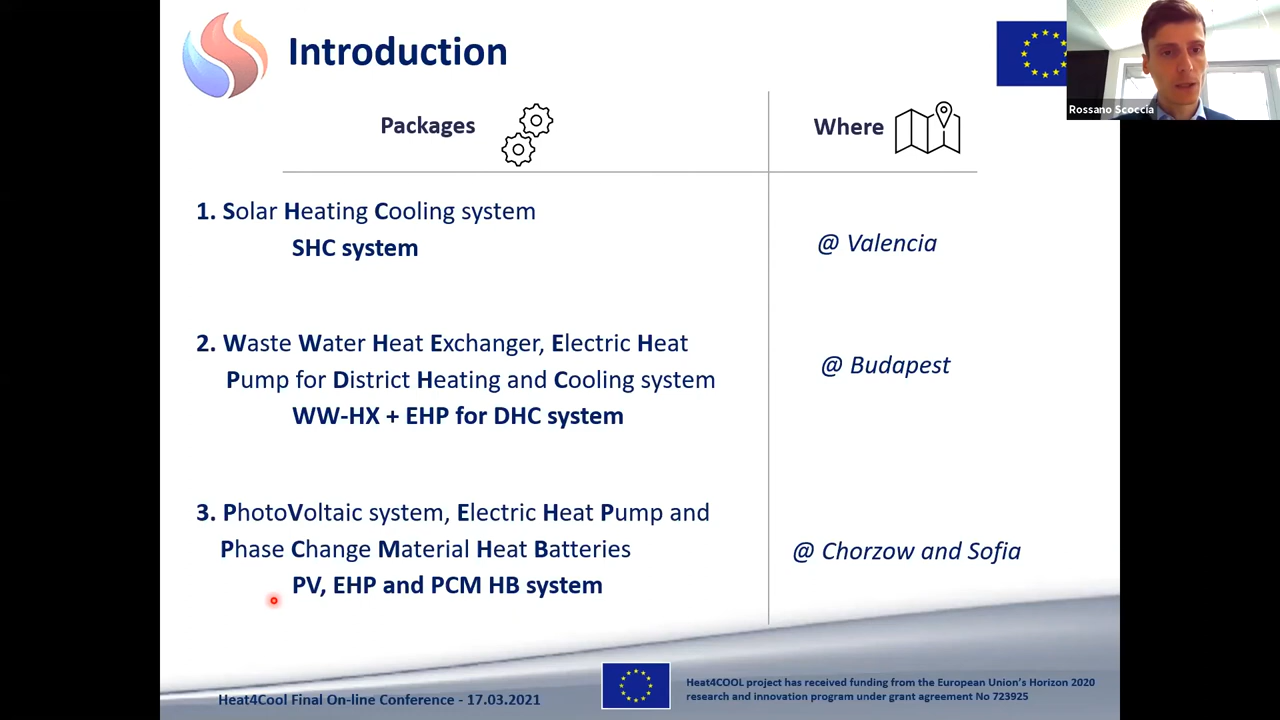 Introduction
Rossano Scoccia
Packages
Where
1. Solar Heating Cooling system
SHC system
@ Valencia
2. Waste Water Heat Exchanger, Electric Heat
Pump for District Heating and Cooling system
WW-HX + EHP for DHC system
@ Budapest
3. PhotoVoltaic system, Electric Heat Pump and
Phase Change Material Heat Batteries
PV, EHP and PCM HB system
@ Chorzow and Sofia
Heat4Cool Final On-line Conference - 17.03.2021
Heat4COOL project has received funding from the European Union's Horizon 2020
research and innovation program under grant agreement No 723925